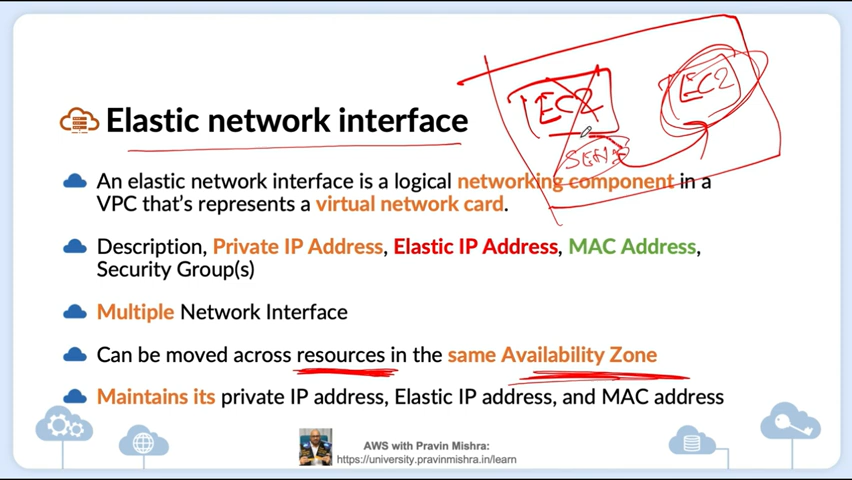 EC2
EC2
Elastic network interface
An elastic network interface is a logical networking component in a
VPC that's represents a virtual network card.
Description, Private IP Address, Elastic IP Address, MAC Address,
Security Group(s)
Multiple Network Interface
Can be moved across resources in the same Availability Zone
Maintains its private IP address, Elastic IP address, and MAC address
AWS with Pravin Mishra:
https://university.pravinmishra.in/learn